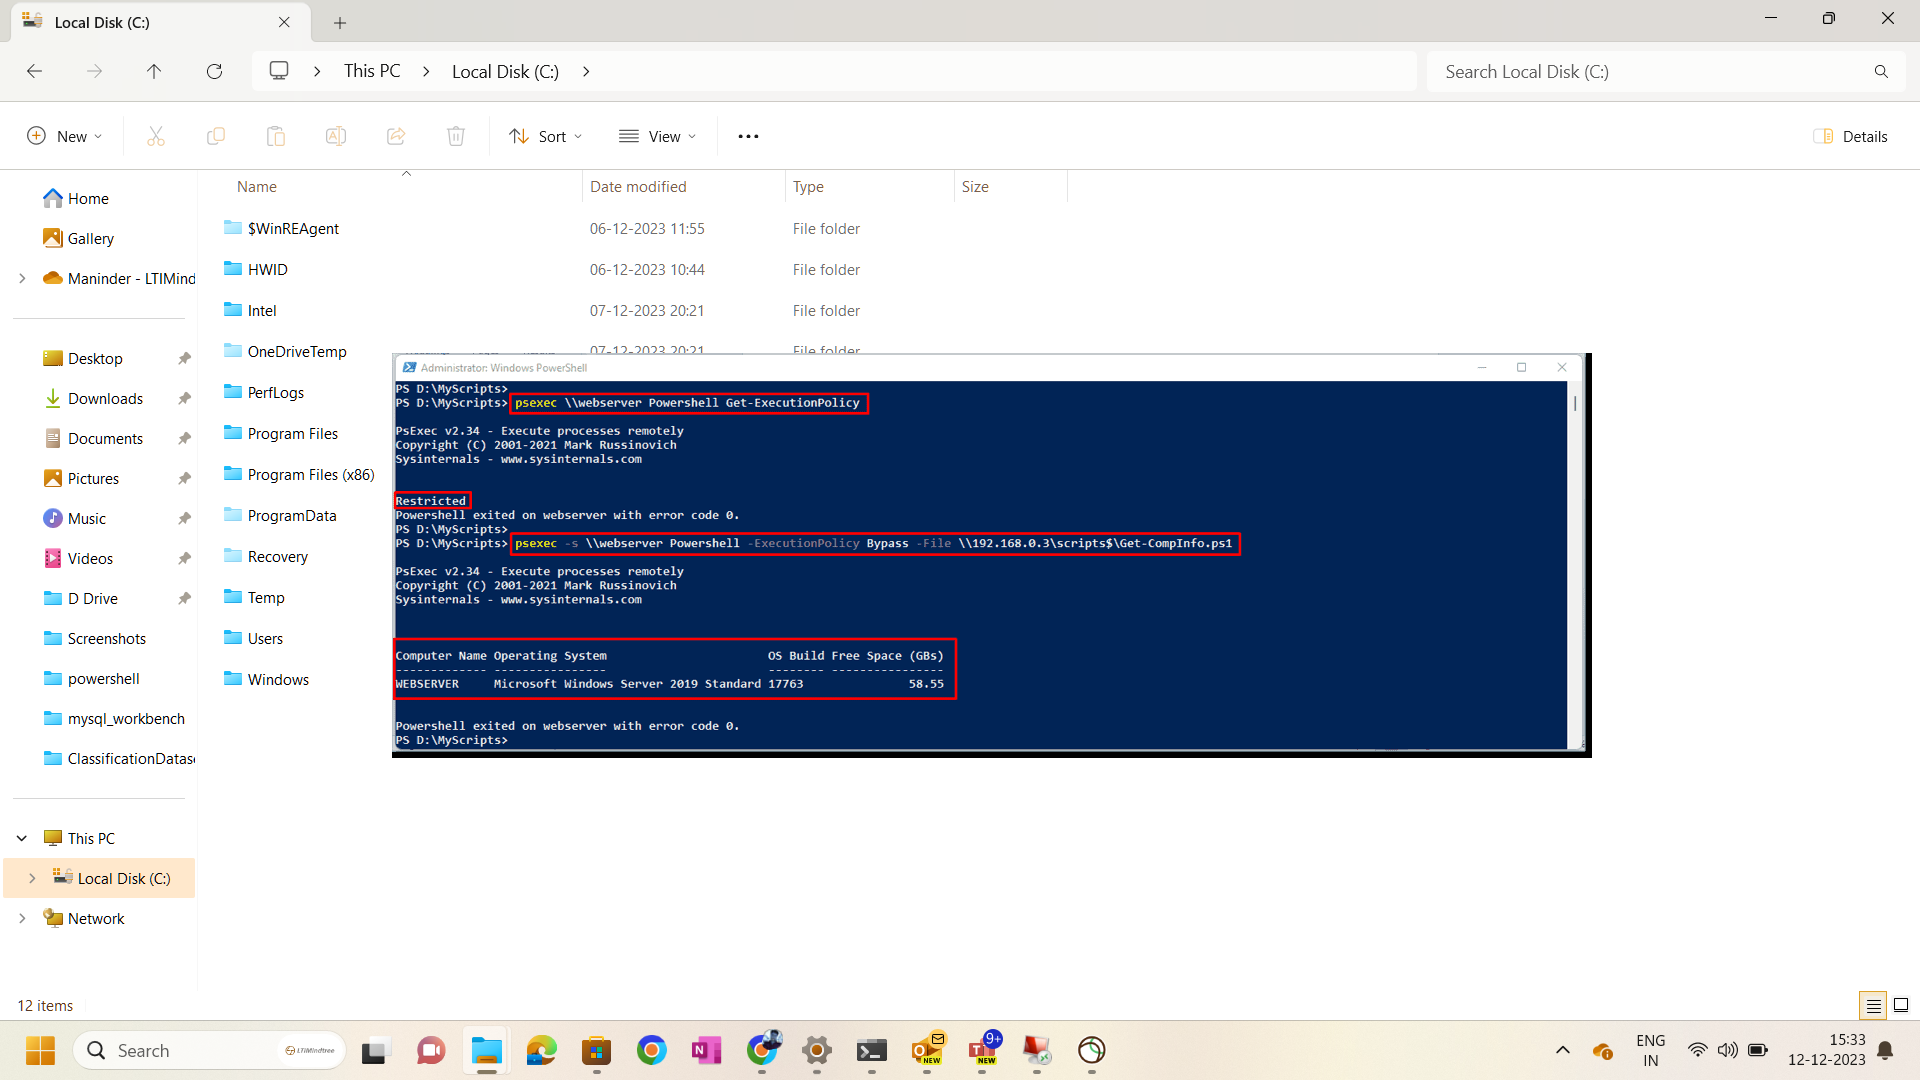 Local Disk (C:)
This PC > Local Disk (C:) >
Search Local Disk (C:)
New
Sort
View
Details
Name Date modified Type Size
Home
Gallery
Maninder - LTIMind
Desktop
Downloads
Documents
Pictures
Music
Videos
D Drive
Screenshots
powershell
mysql_workbench
ClassificationDatas
This PC
Local Disk (C:)
Network
$WinREAgent 06-12-2023 11:55 File folder
HWID 06-12-2023 10:44 File folder
Intel 07-12-2023 20:21 File folder
OneDriveTemp 07-12-2023 20:21 File folder
PerfLogs
Program Files
Program Files (x86)
ProgramData
Recovery
Temp
Users
Windows
Administrator: Windows PowerShell
PS D:\MyScripts>
PS D:\MyScripts> psexec \\webserver Powershell Get-ExecutionPolicy
PsExec v2.34 - Execute processes remotely
Copyright (C) 2001-2021 Mark Russinovich
Sysinternals - www.sysinternals.com
Restricted
Powershell exited on webserver with error code 0.
PS D:\MyScripts>
PS D:\MyScripts> psexec -s \\webserver Powershell -ExecutionPolicy Bypass -File \\192.168.0.3\scripts$\Get-CompInfo.ps1
PsExec v2.34 - Execute processes remotely
Copyright (C) 2001-2021 Mark Russinovich
Sysinternals - www.sysinternals.com
Computer Name Operating System OS Build Free Space (GBs)
------------- ---------------- -------- ----------------
WEBSERVER Microsoft Windows Server 2019 Standard 17763 58.55
Powershell exited on webserver with error code 0.
PS D:\MyScripts>
12 items
Search
LTIMindtree
NEW
9+
NEW
ENG
IN
15:33
12-12-2023